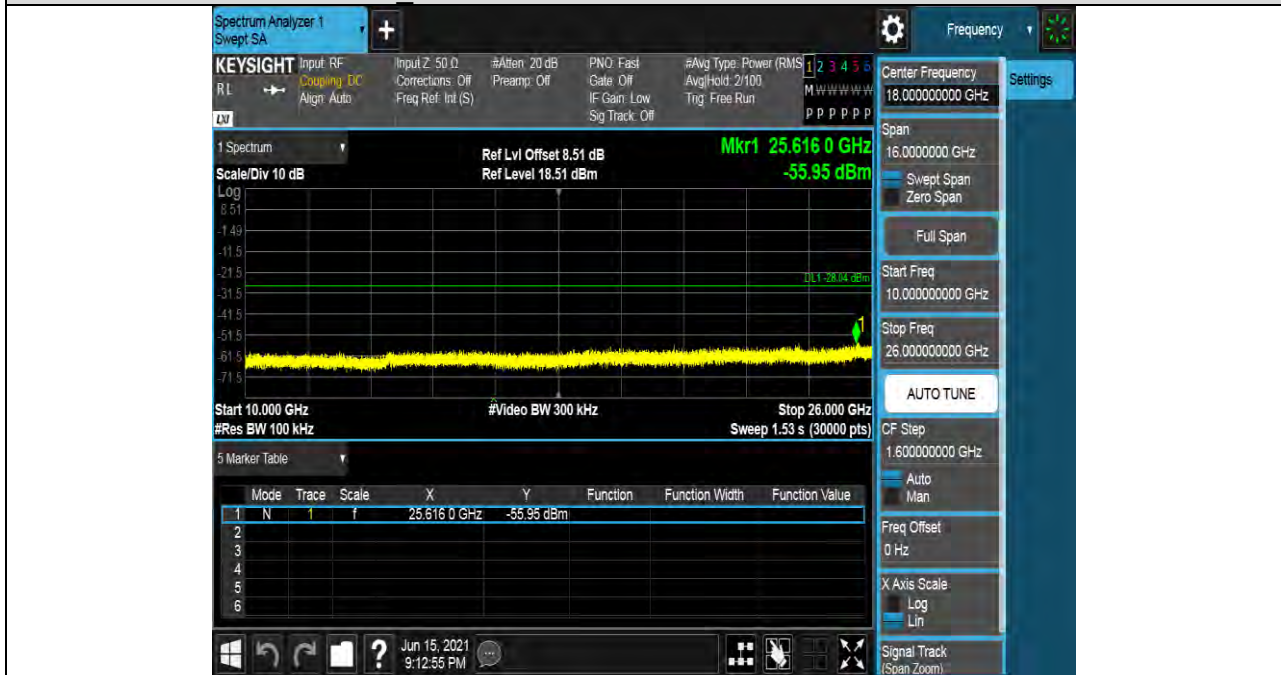 Spectrum Analyzer 1
Swept SA
+
Frequency
KEYSIGHT
RL
LXI
Input: RF
Coupling: DC
Align: Auto
Input Z: 50 Ω
Corrections: Off
Freq Ref: Int (S)
#Atten: 20 dB
Preamp: Off
PNO: Fast
Gate: Off
IF Gain: Low
Sig Track: Off
#Avg Type: Power (RMS
Avg|Hold: 2/100
Trig: Free Run
1 2 3 4 5 6
M W W W W W
P P P P P P
Center Frequency
18.000000000 GHz
Settings
Span
16.0000000 GHz
Swept Span
Zero Span
Full Span
Start Freq
10.000000000 GHz
Stop Freq
26.000000000 GHz
AUTO TUNE
CF Step
1.600000000 GHz
Auto
Man
Freq Offset
0 Hz
X Axis Scale
Log
Lin
Signal Track
(Span Zoom)
1 Spectrum
Scale/Div 10 dB
Ref Lvl Offset 8.51 dB
Ref Level 18.51 dBm
Mkr1 25.616 0 GHz
-55.95 dBm
Log
8.51
-1.49
-11.5
-21.5
-31.5
-41.5
-51.5
-61.5
-71.5
DL1 -28.04 dBm
1
Start 10.000 GHz
#Video BW 300 kHz
Stop 26.000 GHz
#Res BW 100 kHz
Sweep 1.53 s (30000 pts)
5 Marker Table
Mode Trace Scale X Y Function Function Width Function Value
1 N 1 f 25.616 0 GHz -55.95 dBm
2
3
4
5
6
?
Jun 15, 2021
9:12:55 PM